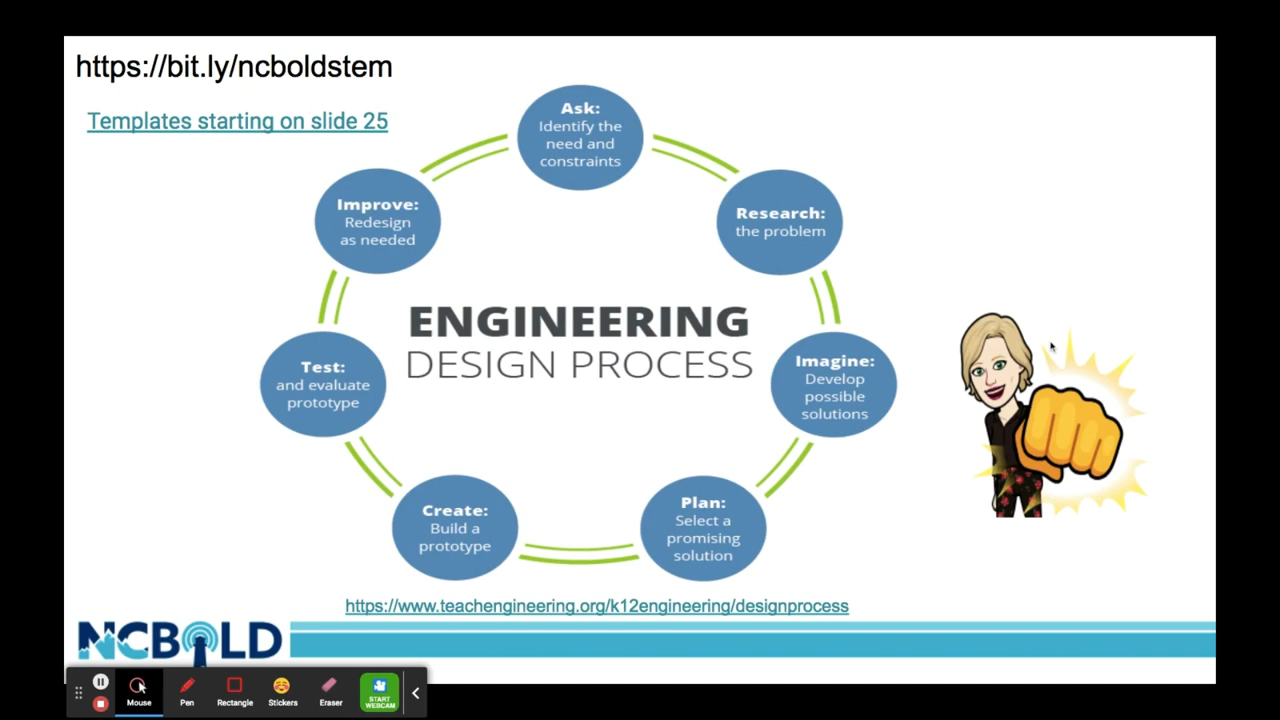 https://bit.ly/ncboldstem
Templates starting on slide 25
Ask:
Identify the
need and
constraints
Research:
the problem
Imagine:
Develop
possible
solutions
Plan:
Select a
promising
solution
Create:
Build a
prototype
Test:
and evaluate
prototype
Improve:
Redesign
as needed
ENGINEERING
DESIGN PROCESS
https://www.teachengineering.org/k12engineering/designprocess
NCBOLD
Mouse
Pen
Rectangle
Stickers
Eraser
START
WEBCAM